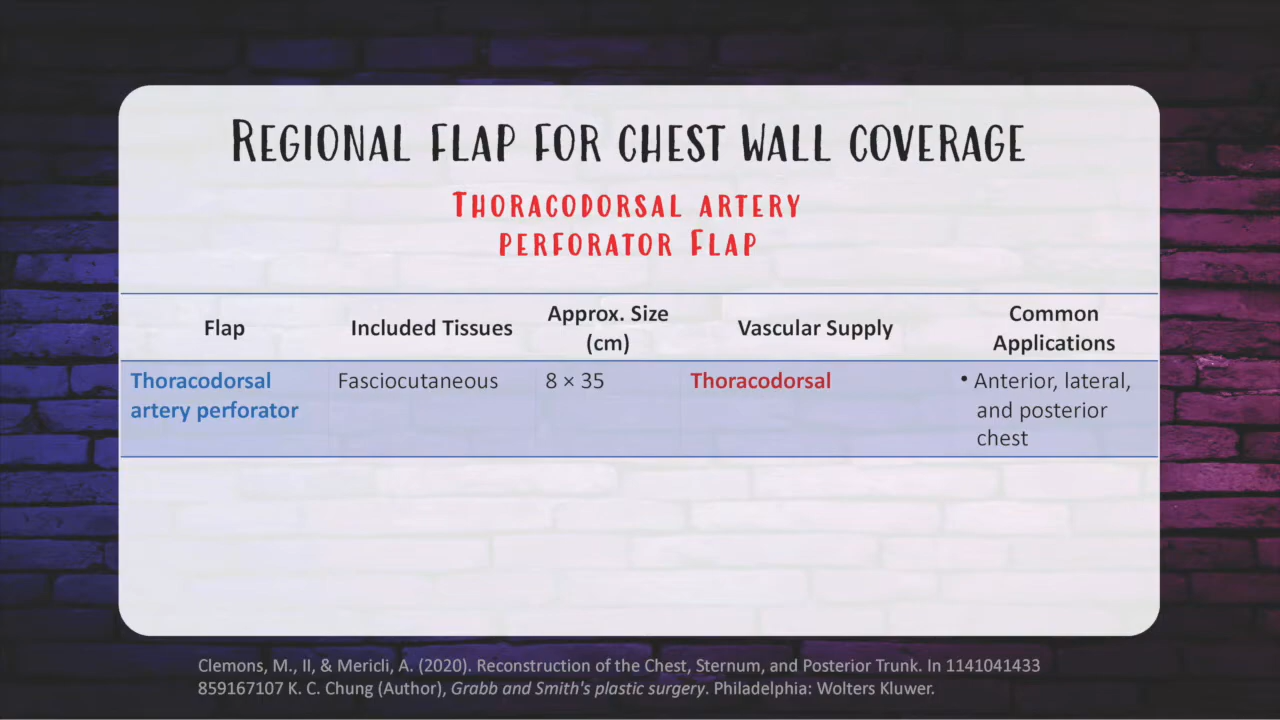 REGIONAL FLAP FOR CHEST WALL COVERAGE
THORACODORSAL ARTERY
PERFORATOR FLAP
Flap Included Tissues Approx. Size (cm) Vascular Supply Common Applications
Thoracodorsal artery perforator Fasciocutaneous 8 × 35 Thoracodorsal • Anterior, lateral, and posterior chest
Clemons, M., II, & Mericli, A. (2020). Reconstruction of the Chest, Sternum, and Posterior Trunk. In 1141041433
859167107 K. C. Chung (Author), Grabb and Smith's plastic surgery. Philadelphia: Wolters Kluwer.